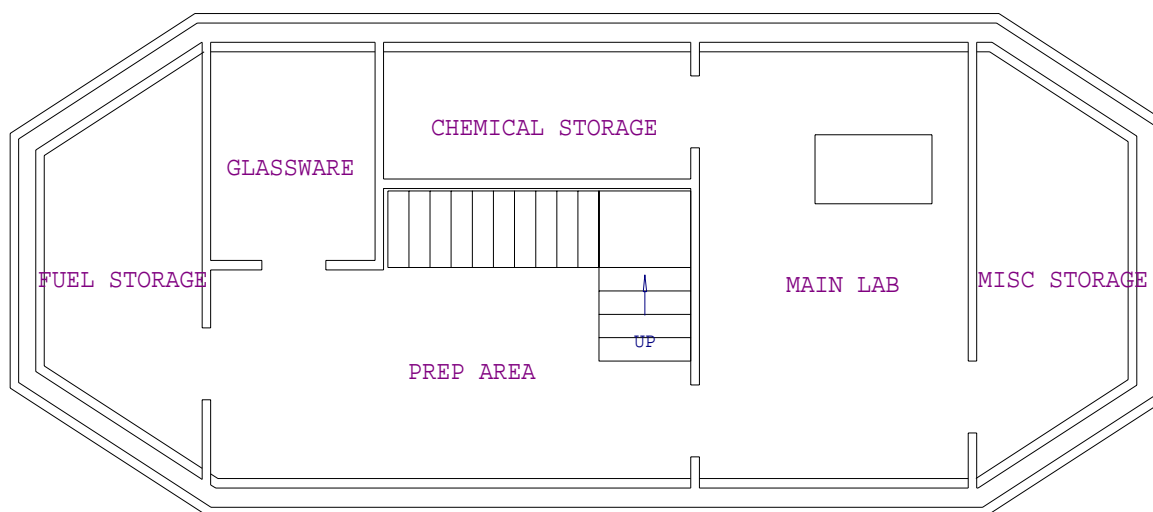 CHEMICAL STORAGE
GLASSWARE
FUEL STORAGE
MAIN LAB
MISC STORAGE
UP
PREP AREA